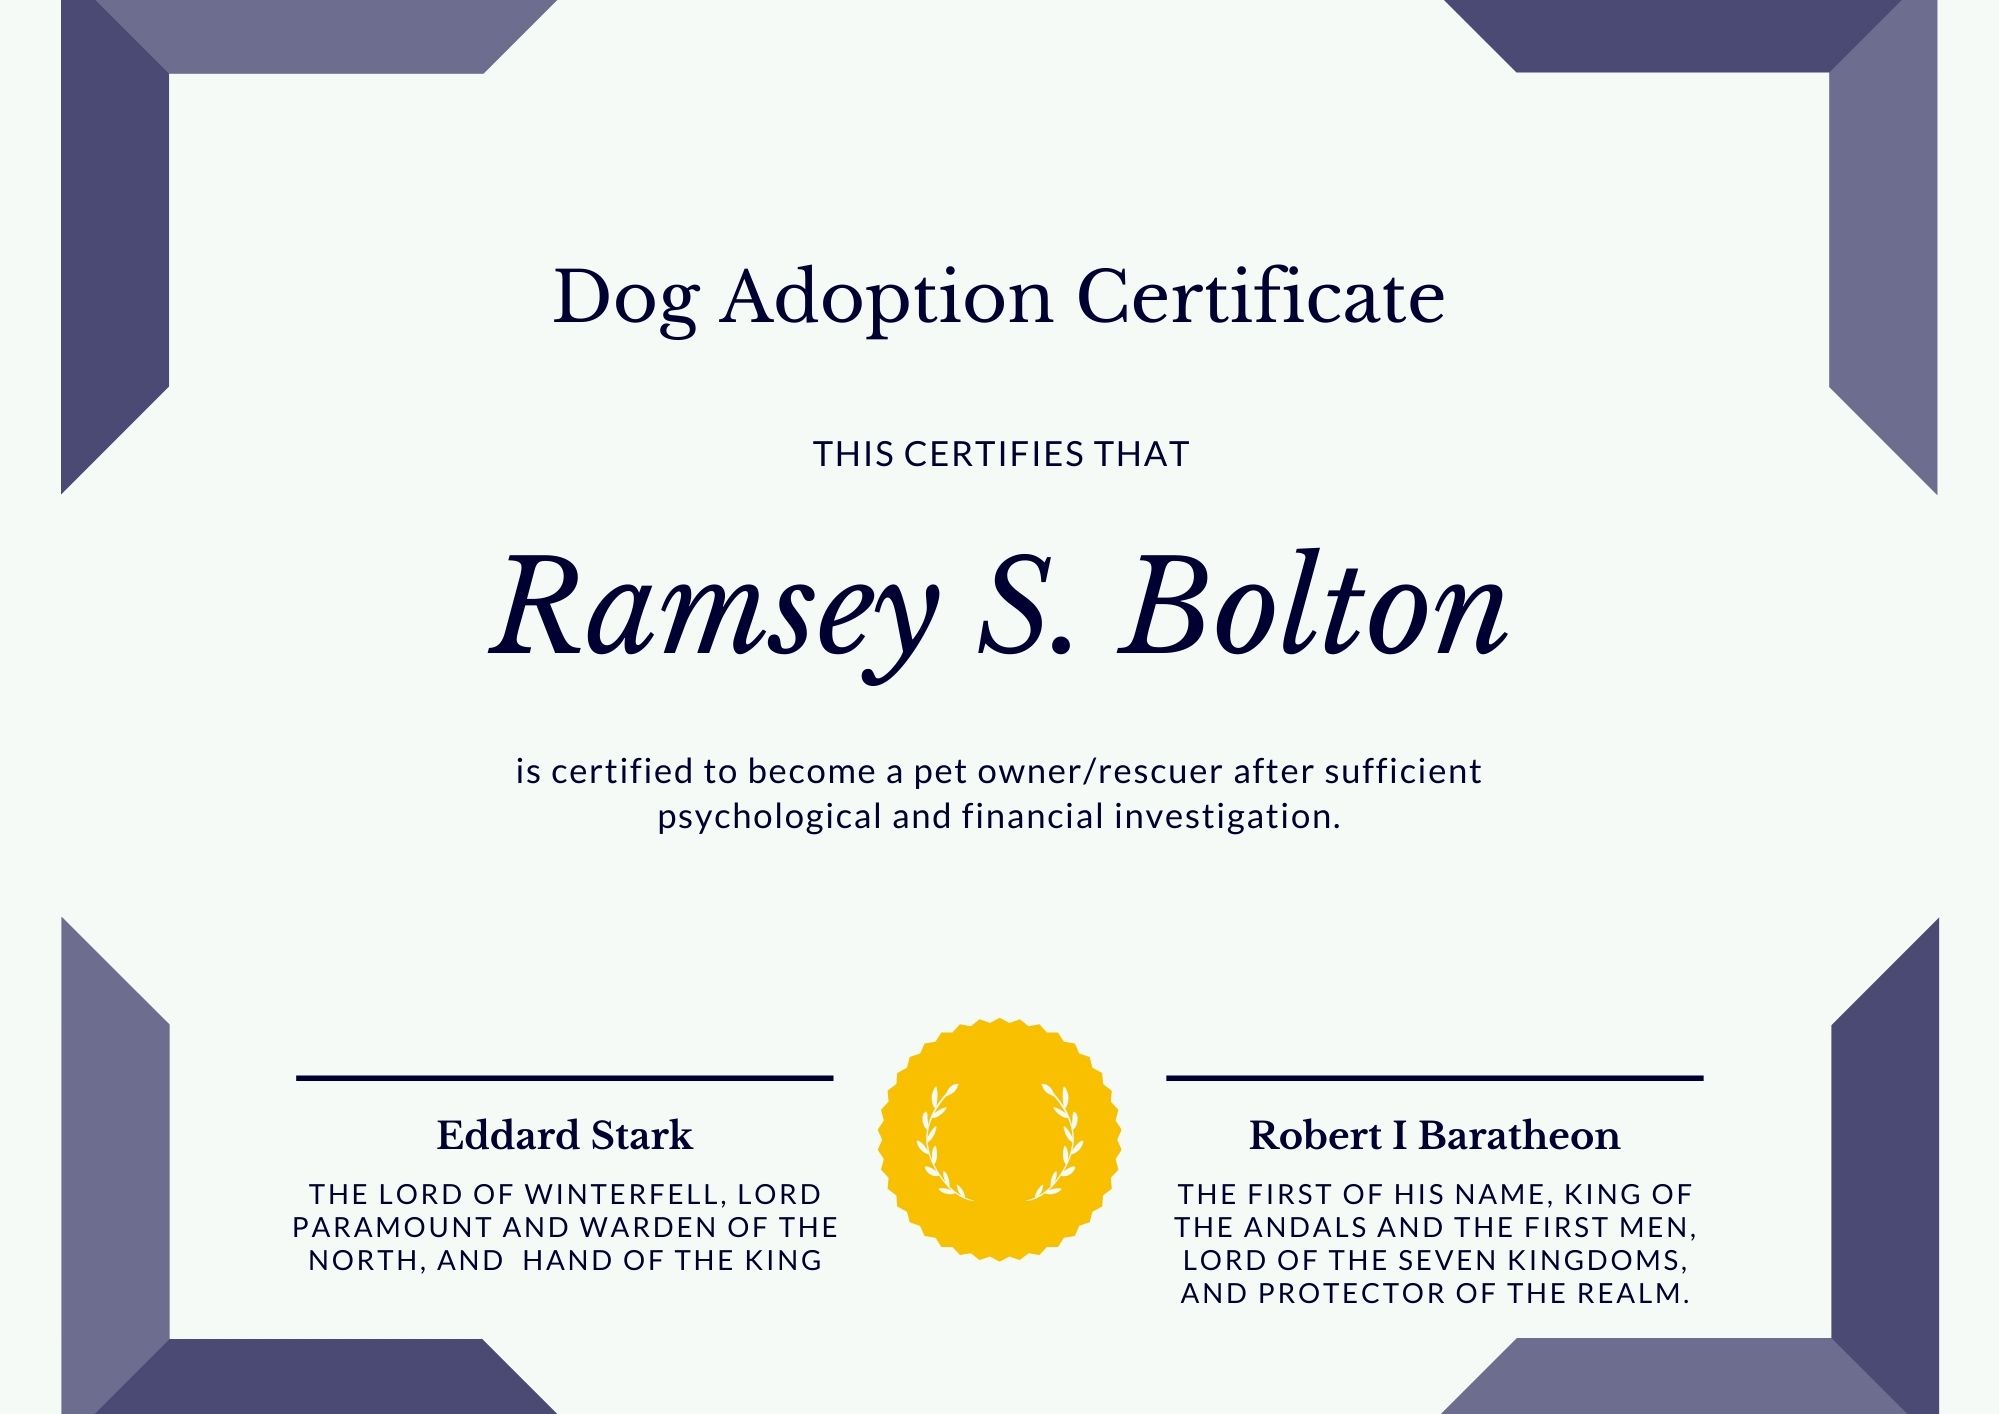 Dog Adoption Certificate
THIS CERTIFIES THAT
Ramsey S. Bolton
is certified to become a pet owner/rescuer after sufficient
psychological and financial investigation.
Eddard Stark
THE LORD OF WINTERFELL, LORD
PARAMOUNT AND WARDEN OF THE
NORTH, AND  HAND OF THE KING
Robert I Baratheon
THE FIRST OF HIS NAME, KING OF
THE ANDALS AND THE FIRST MEN,
LORD OF THE SEVEN KINGDOMS,
AND PROTECTOR OF THE REALM.